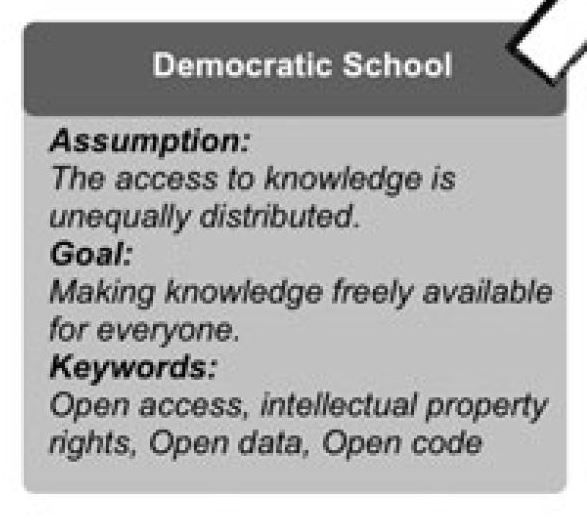 Democratic School
Assumption:
The access to knowledge is
unequally distributed.
Goal:
Making knowledge freely available
for everyone.
Keywords:
Open access, intellectual property
rights, Open data, Open code